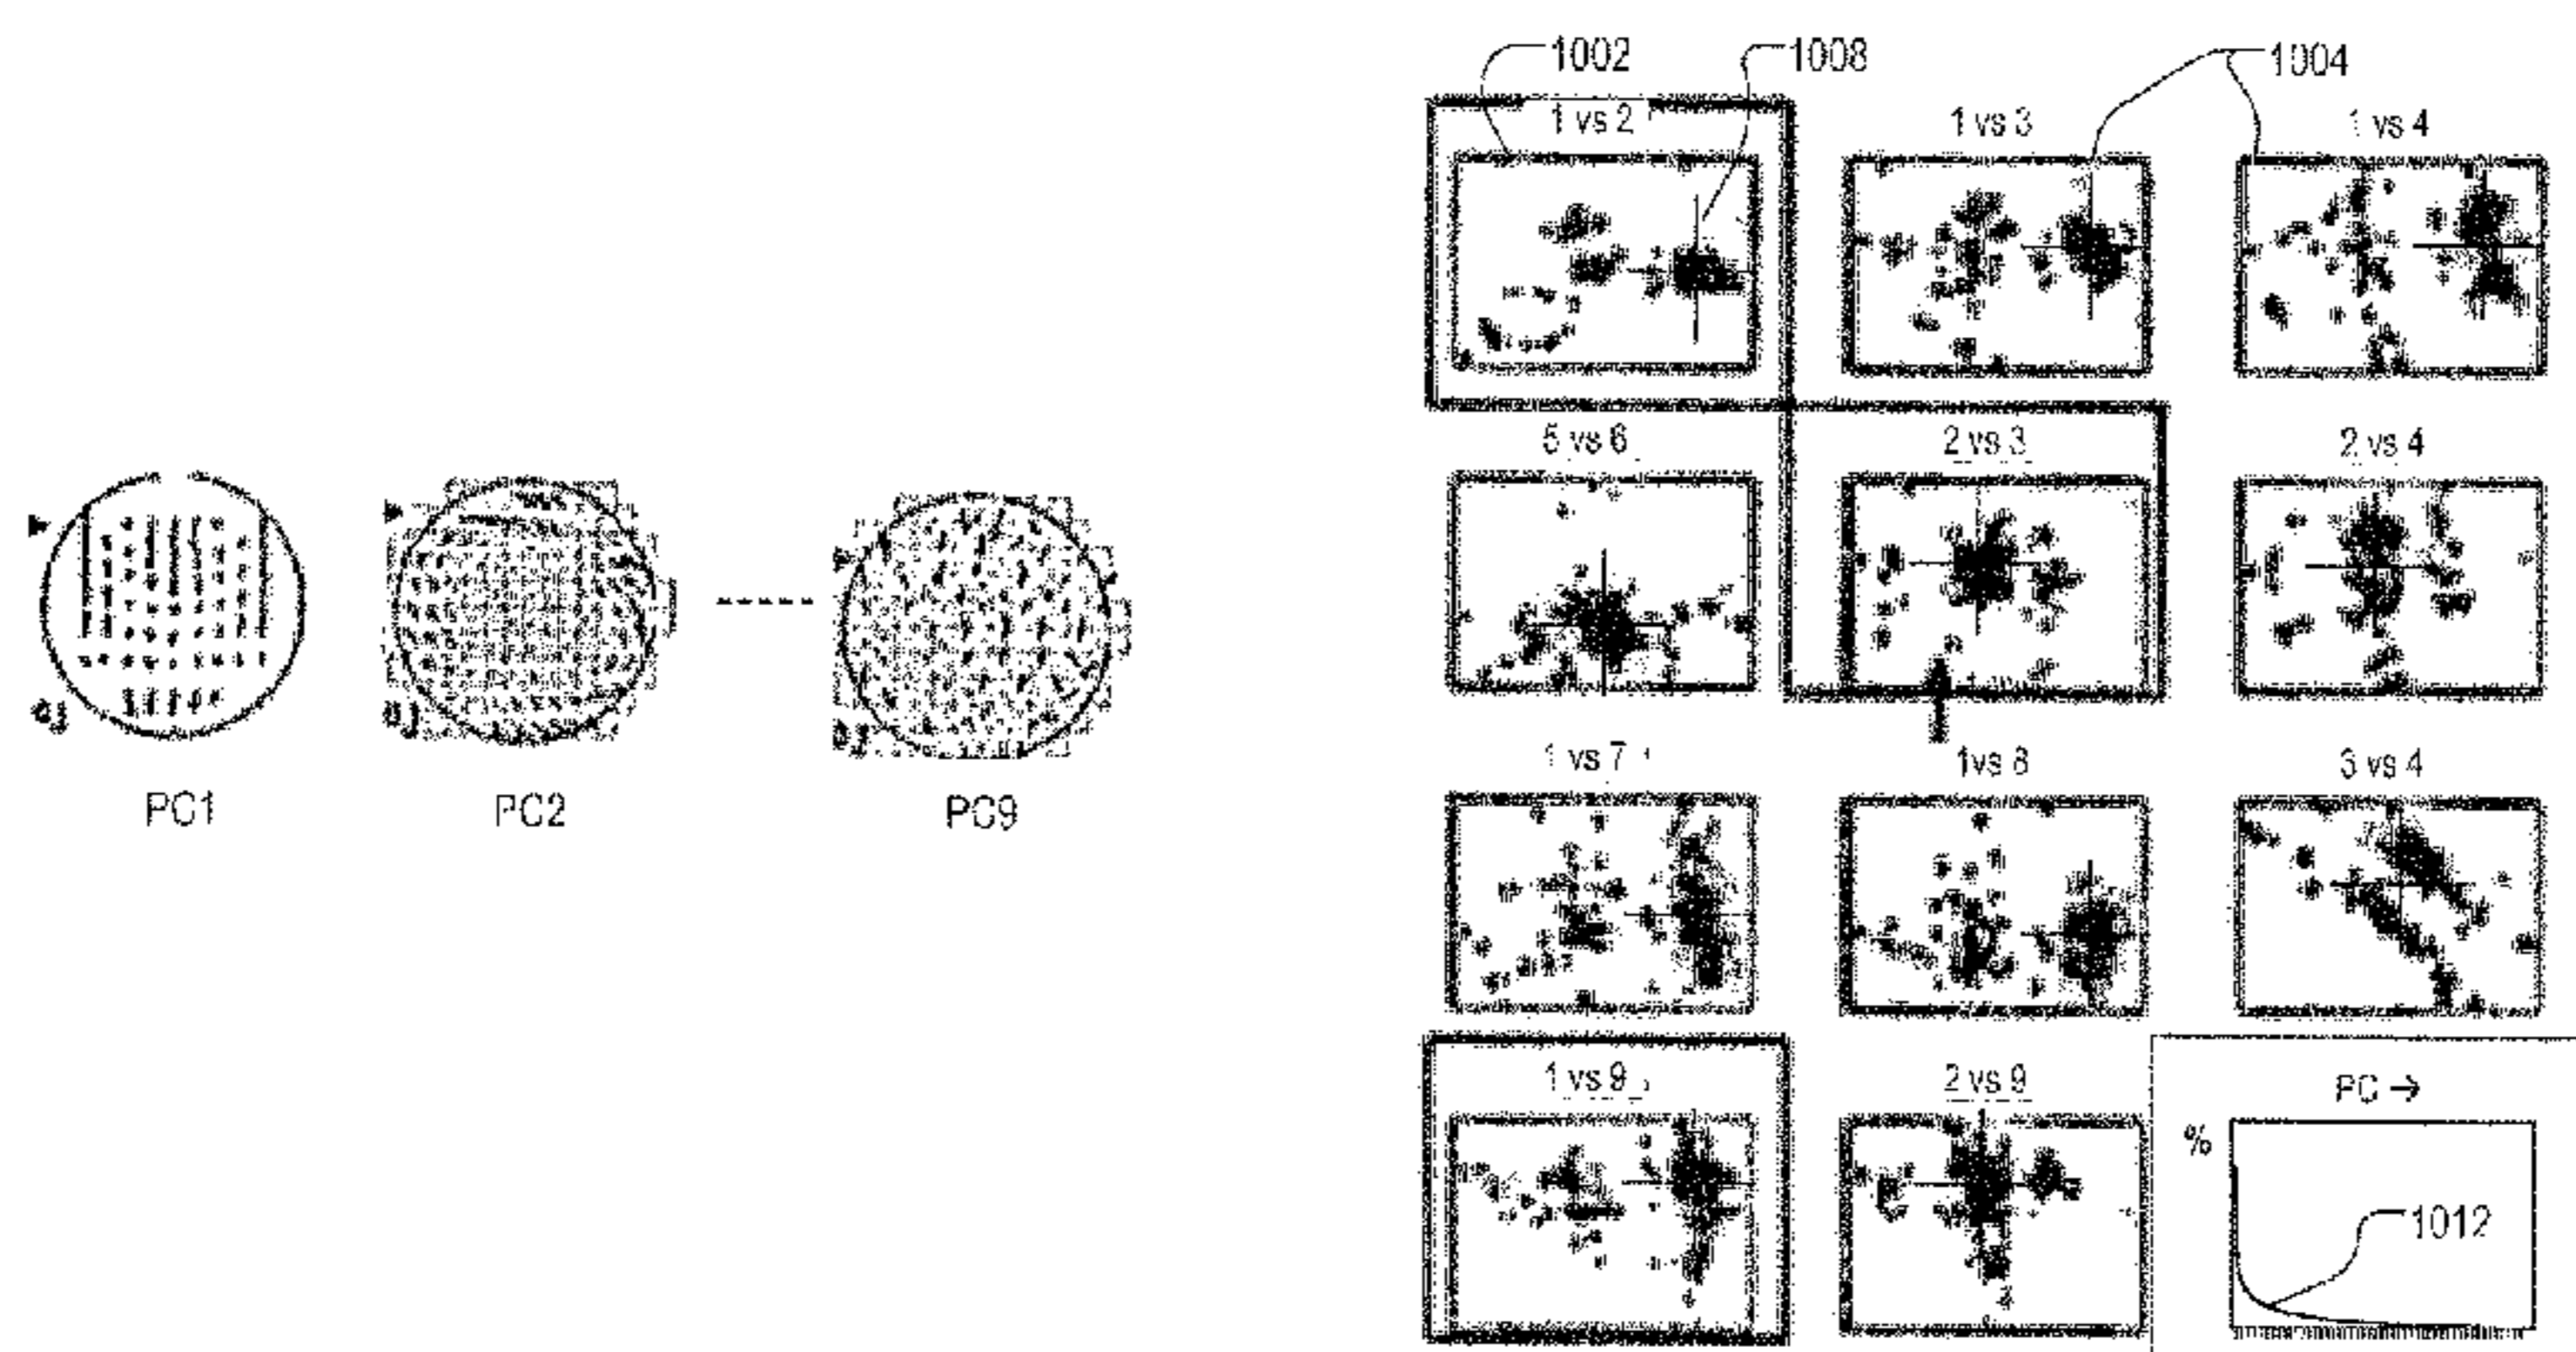 1002
1008
1004
1 vs 2
1 vs 3
1 vs 4
5 vs 6
2 vs 3
2 vs 4
1 vs 7
1vs 8
3 vs 4
PC1
PC2
PC9
1 vs 9
2 vs 9
PC →
%
1012